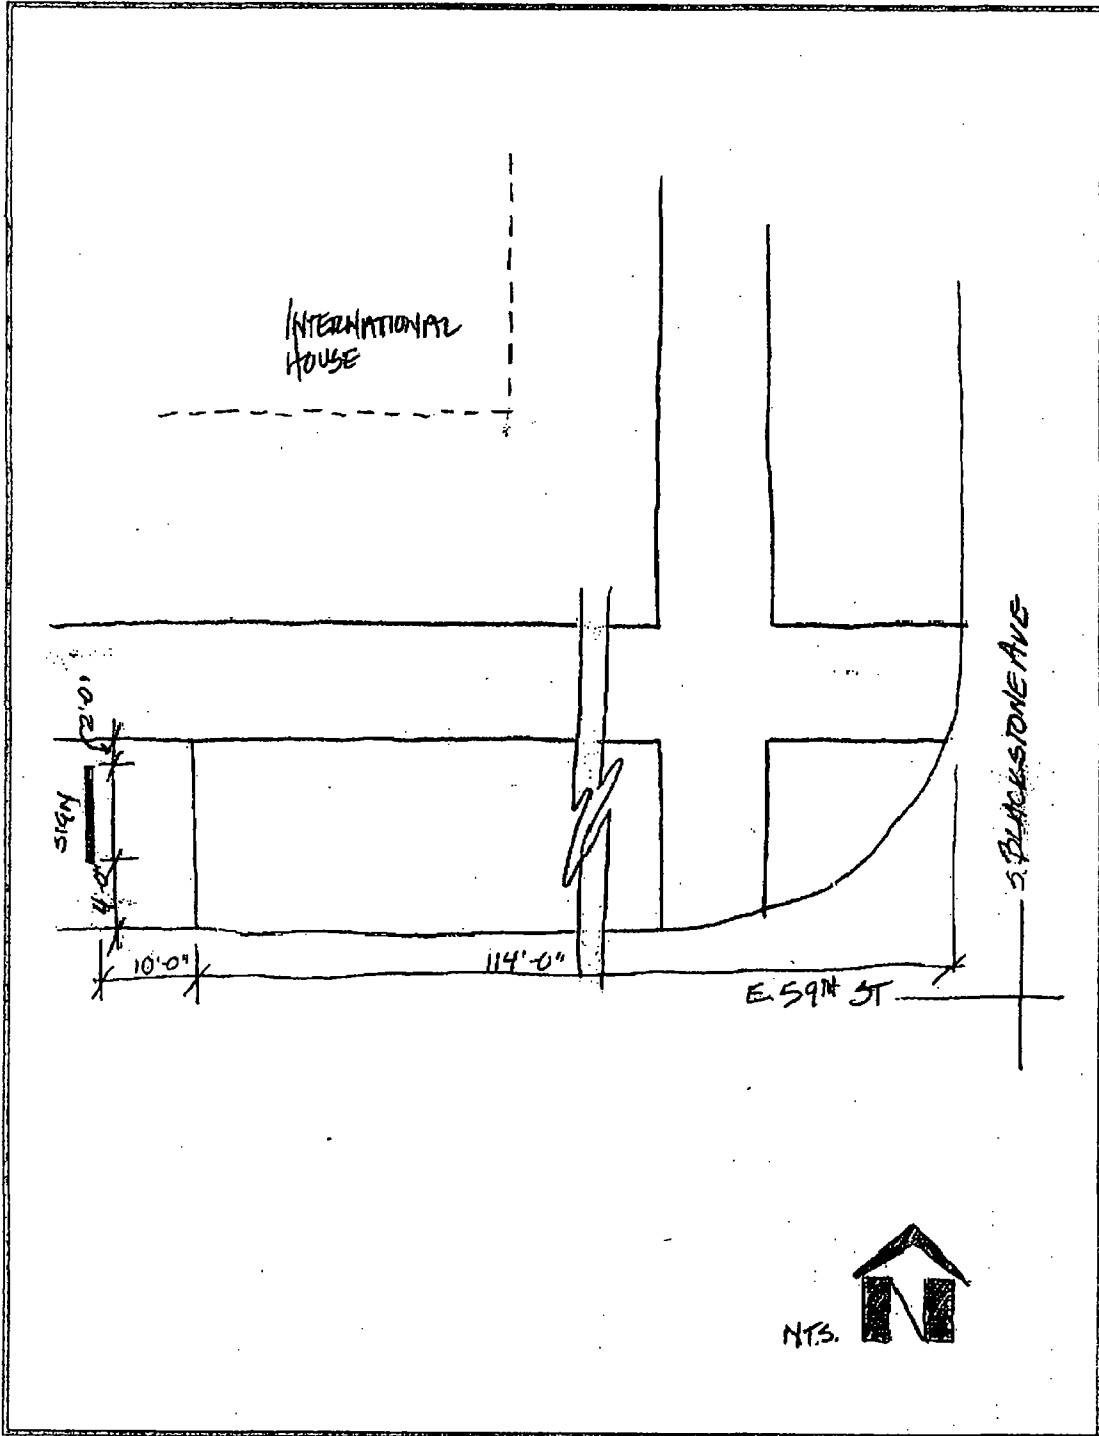 INTERNATIONAL
HOUSE
2'-0"
SIGN
4'-0"
10'-0"
114'-0"
E. 59TH ST
S. BLACKSTONE AVE
N.T.S.
N